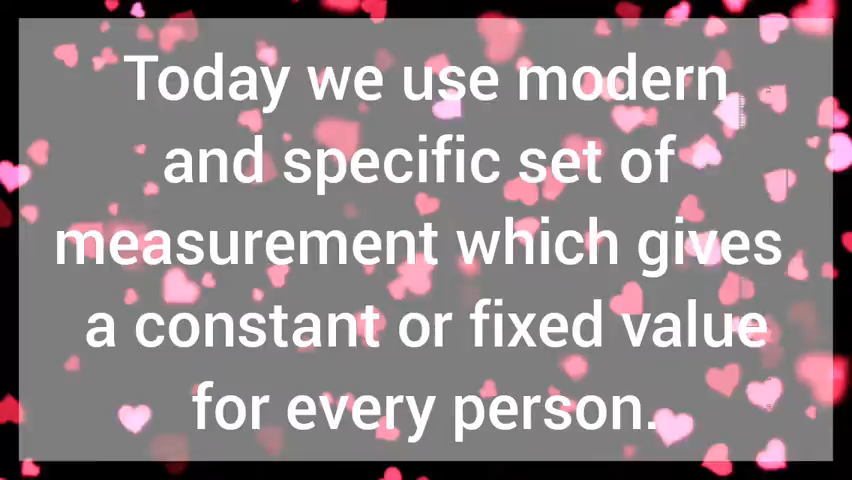 Today we use modern
and specific set of
measurement which gives
a constant or fixed value
for every person.